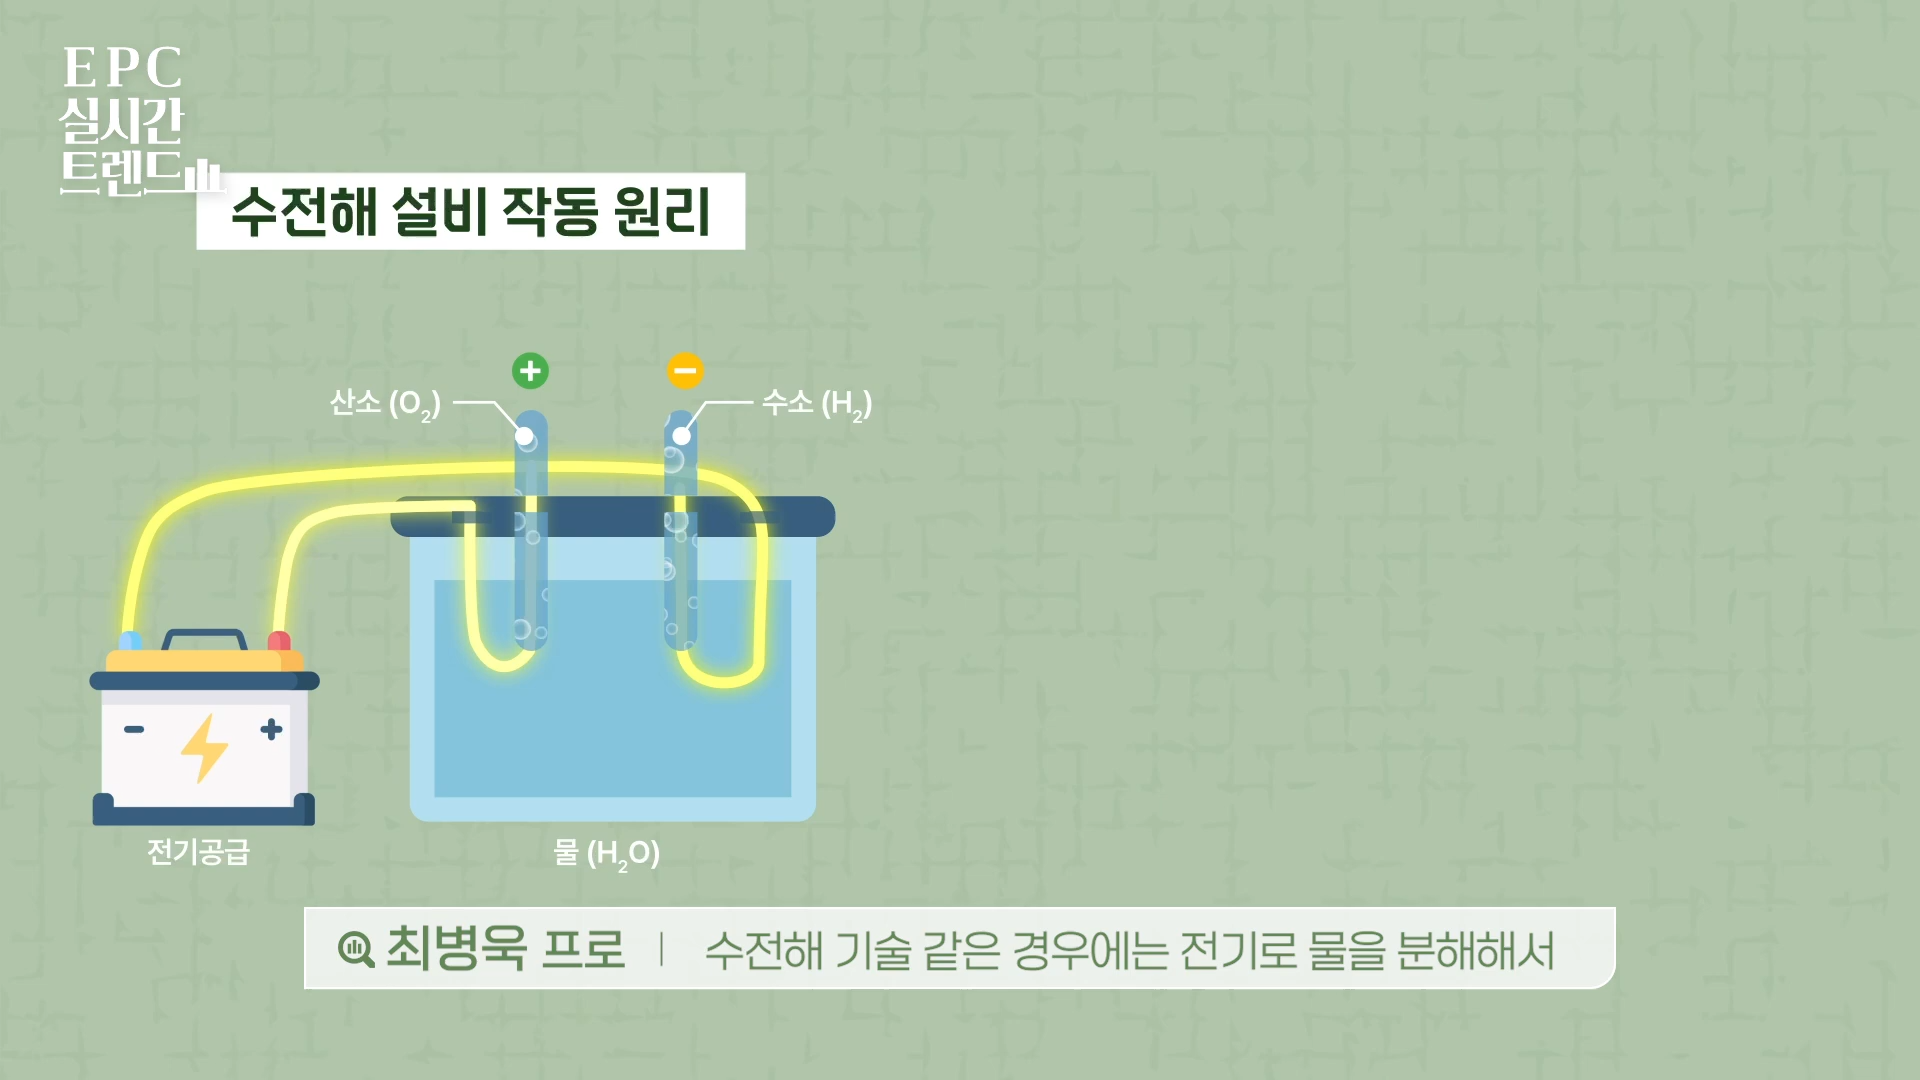 EPC
실시간
트렌드
수전해 설비 작동 원리
산소 (O₂)
수소 (H₂)
전기공급
물 (H₂O)
최병욱 프로 | 수전해 기술 같은 경우에는 전기로 물을 분해해서